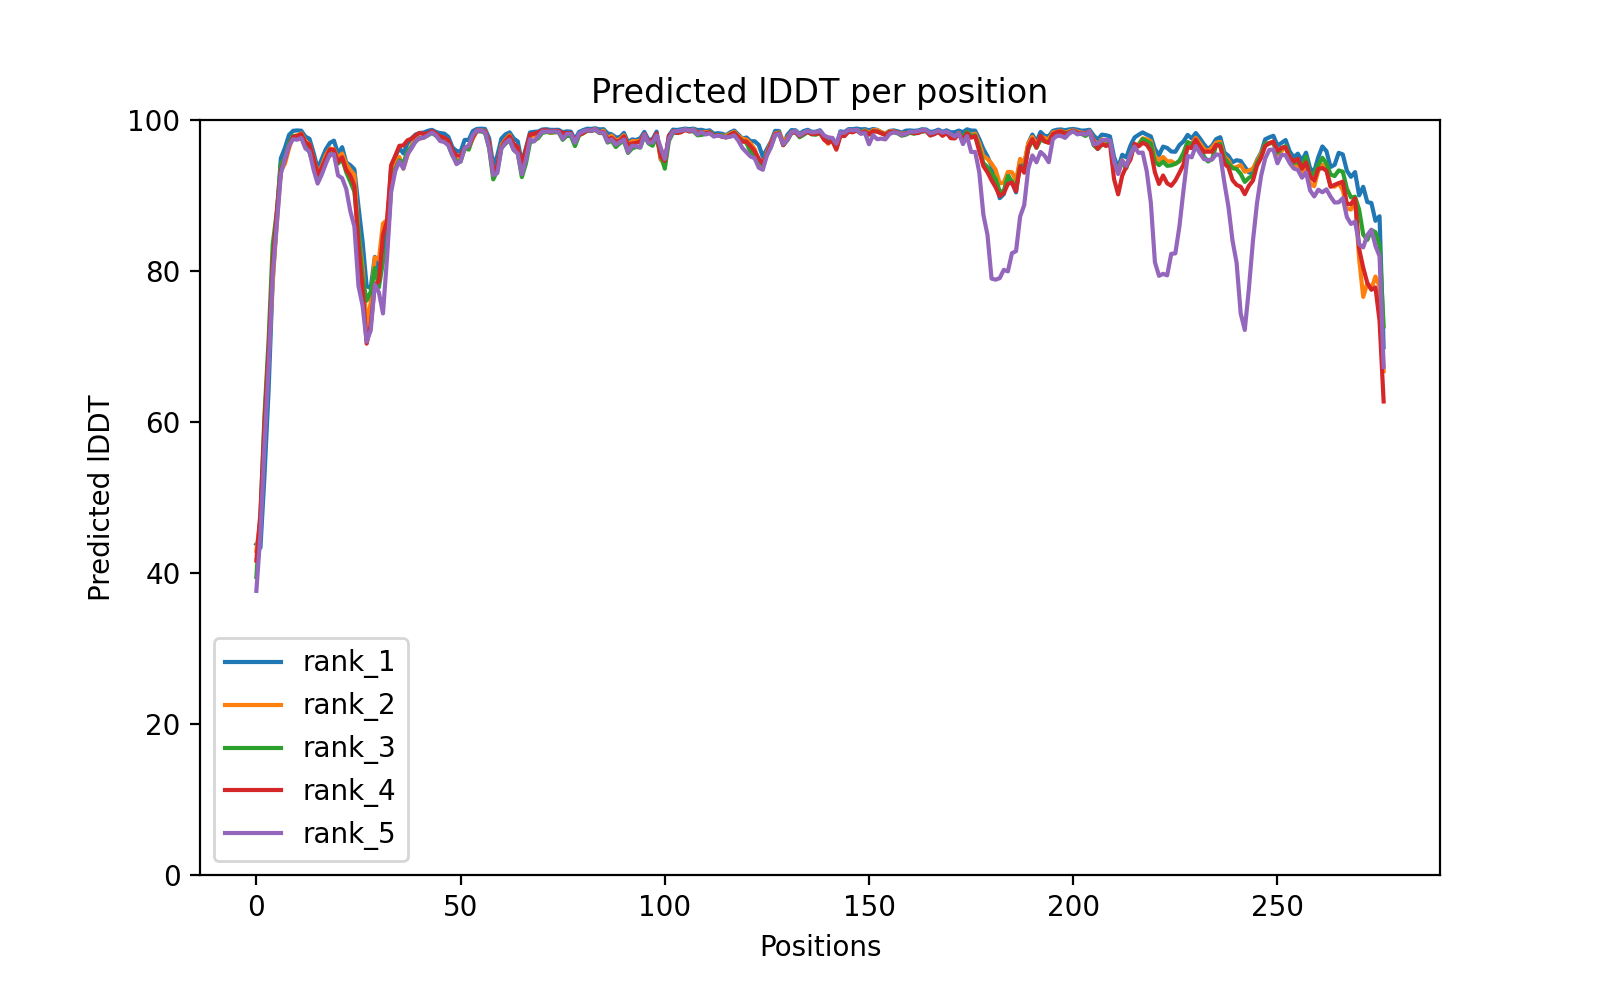 Predicted lDDT per position
100
80
60
40
20
0
Predicted lDDT
rank_1
rank_2
rank_3
rank_4
rank_5
0 50 100 150 200 250
Positions